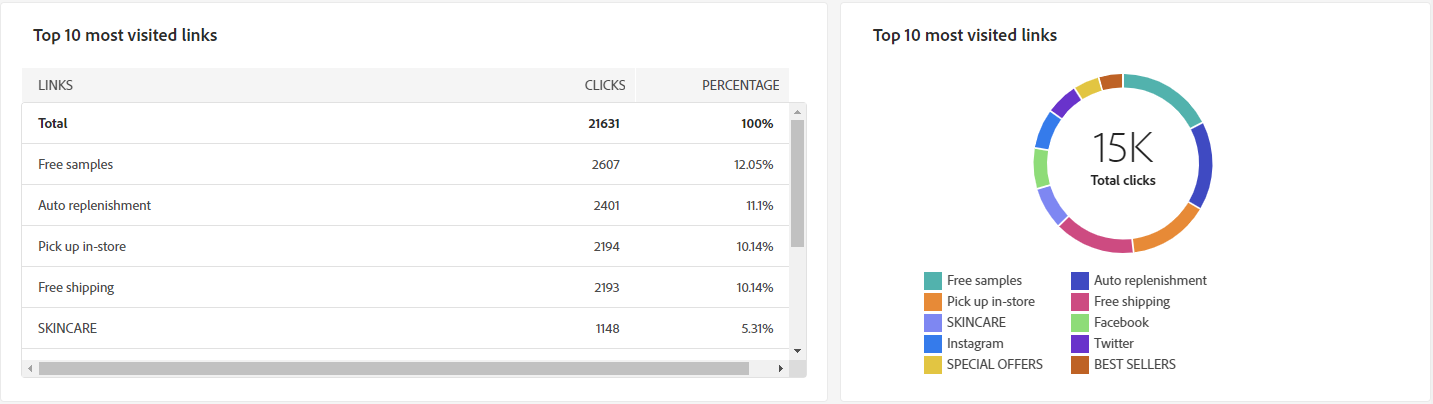 Top 10 most visited links
LINKS CLICKS PERCENTAGE
Total 21631 100%
Free samples 2607 12.05%
Auto replenishment 2401 11.1%
Pick up in-store 2194 10.14%
Free shipping 2193 10.14%
SKINCARE 1148 5.31%
Top 10 most visited links
15K
Total clicks
Free samples Auto replenishment
Pick up in-store Free shipping
SKINCARE Facebook
Instagram Twitter
SPECIAL OFFERS BEST SELLERS